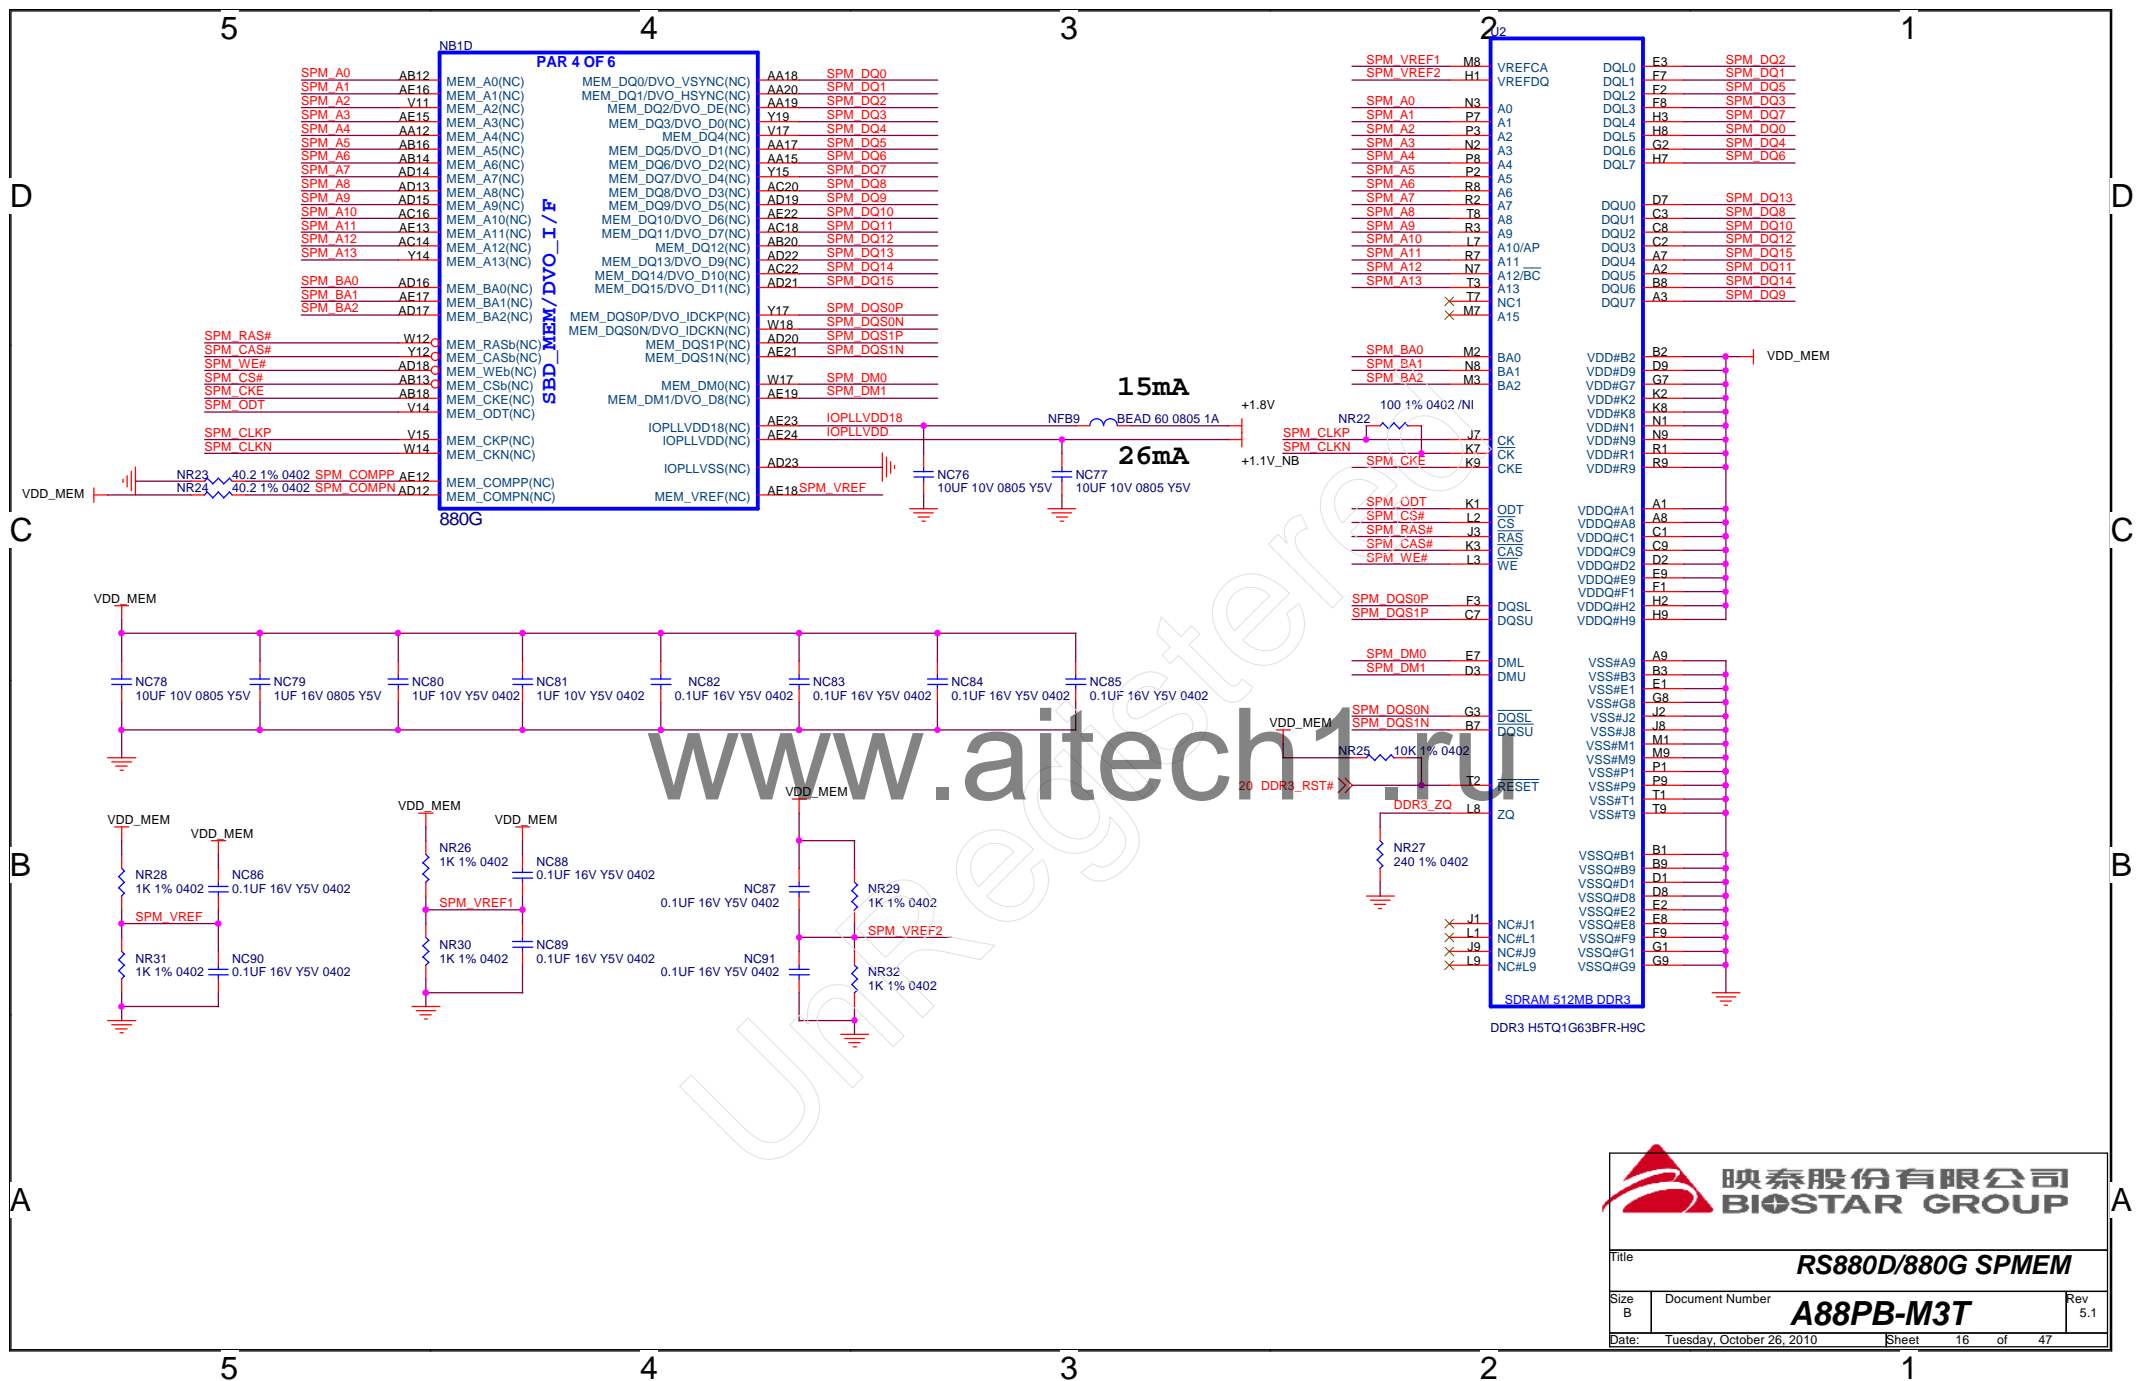 5 4 3 2 1
NB1D
PAR 4 OF 6
SPM_A0 AB12 MEM_A0(NC) MEM_DQ0/DVO_VSYNC(NC) AA18 SPM_DQ0
SPM_A1 AE16 MEM_A1(NC) MEM_DQ1/DVO_HSYNC(NC) AA20 SPM_DQ1
SPM_A2 V11 MEM_A2(NC) MEM_DQ2/DVO_DE(NC) AA19 SPM_DQ2
SPM_A3 AE15 MEM_A3(NC) MEM_DQ3/DVO_D0(NC) Y19 SPM_DQ3
SPM_A4 AA12 MEM_A4(NC) MEM_DQ4(NC) V17 SPM_DQ4
SPM_A5 AB16 MEM_A5(NC) MEM_DQ5/DVO_D1(NC) AA17 SPM_DQ5
SPM_A6 AB14 MEM_A6(NC) MEM_DQ6/DVO_D2(NC) AA15 SPM_DQ6
SPM_A7 AD14 MEM_A7(NC) MEM_DQ7/DVO_D4(NC) Y15 SPM_DQ7
SPM_A8 AD13 MEM_A8(NC) MEM_DQ8/DVO_D3(NC) AC20 SPM_DQ8
SPM_A9 AD15 MEM_A9(NC) MEM_DQ9/DVO_D5(NC) AD19 SPM_DQ9
SPM_A10 AC16 MEM_A10(NC) MEM_DQ10/DVO_D6(NC) AE22 SPM_DQ10
SPM_A11 AE13 MEM_A11(NC) MEM_DQ11/DVO_D7(NC) AC18 SPM_DQ11
SPM_A12 AC14 MEM_A12(NC) MEM_DQ12(NC) AB20 SPM_DQ12
SPM_A13 Y14 MEM_A13(NC) MEM_DQ13/DVO_D9(NC) AD22 SPM_DQ13
MEM_DQ14/DVO_D10(NC) AC22 SPM_DQ14
SPM_BA0 AD16 MEM_BA0(NC) MEM_DQ15/DVO_D11(NC) AD21 SPM_DQ15
SPM_BA1 AE17 MEM_BA1(NC)
SPM_BA2 AD17 MEM_BA2(NC) MEM_DQS0P/DVO_IDCKP(NC) Y17 SPM_DQS0P
MEM_DQS0N/DVO_IDCKN(NC) W18 SPM_DQS0N
SPM_RAS# W12 MEM_RASb(NC) MEM_DQS1P(NC) AD20 SPM_DQS1P
SPM_CAS# Y12 MEM_CASb(NC) MEM_DQS1N(NC) AE21 SPM_DQS1N
SPM_WE# AD18 MEM_WEb(NC)
SPM_CS# AB13 MEM_CSb(NC) MEM_DM0(NC) W17 SPM_DM0
SPM_CKE AB18 MEM_CKE(NC) MEM_DM1/DVO_D8(NC) AE19 SPM_DM1
SPM_ODT V14 MEM_ODT(NC)
IOPLLVDD18(NC) AE23 IOPLLVDD18
SPM_CLKP V15 MEM_CKP(NC) IOPLLVDD(NC) AE24 IOPLLVDD
SPM_CLKN W14 MEM_CKN(NC)
IOPLLVSS(NC) AD23
NR23 40.2 1% 0402 SPM_COMPP AE12 MEM_COMPP(NC)
VDD_MEM NR24 40.2 1% 0402 SPM_COMPN AD12 MEM_COMPN(NC) MEM_VREF(NC) AE18 SPM_VREF
SBD_MEM/DVO_I/F
880G
15mA
NFB9 BEAD 60 0805 1A +1.8V
26mA
+1.1V_NB
NC76
10UF 10V 0805 Y5V
NC77
10UF 10V 0805 Y5V
U2
SPM_VREF1 M8 VREFCA DQL0 E3 SPM_DQ2
SPM_VREF2 H1 VREFDQ DQL1 F7 SPM_DQ1
DQL2 F2 SPM_DQ5
SPM_A0 N3 A0 DQL3 F8 SPM_DQ3
SPM_A1 P7 A1 DQL4 H3 SPM_DQ7
SPM_A2 P3 A2 DQL5 H8 SPM_DQ0
SPM_A3 N2 A3 DQL6 G2 SPM_DQ4
SPM_A4 P8 A4 DQL7 H7 SPM_DQ6
SPM_A5 P2 A5
SPM_A6 R8 A6
SPM_A7 R2 A7 DQU0 D7 SPM_DQ13
SPM_A8 T8 A8 DQU1 C3 SPM_DQ8
SPM_A9 R3 A9 DQU2 C8 SPM_DQ10
SPM_A10 L7 A10/AP DQU3 C2 SPM_DQ12
SPM_A11 R7 A11 DQU4 A7 SPM_DQ15
SPM_A12 N7 A12/BC DQU5 A2 SPM_DQ11
SPM_A13 T3 A13 DQU6 B8 SPM_DQ14
T7 NC1 DQU7 A3 SPM_DQ9
M7 A15
SPM_BA0 M2 BA0 VDD#B2 B2 VDD_MEM
SPM_BA1 N8 BA1 VDD#D9 D9
SPM_BA2 M3 BA2 VDD#G7 G7
VDD#K2 K2
100 1% 0402 /NI VDD#K8 K8
NR22 VDD#N1 N1
SPM_CLKP J7 CK VDD#N9 N9
SPM_CLKN K7 CK VDD#R1 R1
SPM_CKE K9 CKE VDD#R9 R9
SPM_ODT K1 ODT VDDQ#A1 A1
SPM_CS# L2 CS VDDQ#A8 A8
SPM_RAS# J3 RAS VDDQ#C1 C1
SPM_CAS# K3 CAS VDDQ#C9 C9
SPM_WE# L3 WE VDDQ#D2 D2
VDDQ#E9 E9
VDDQ#F1 F1
SPM_DQS0P F3 DQSL VDDQ#H2 H2
SPM_DQS1P C7 DQSU VDDQ#H9 H9
SPM_DM0 E7 DML VSS#A9 A9
SPM_DM1 D3 DMU VSS#B3 B3
VSS#E1 E1
VSS#G8 G8
SPM_DQS0N G3 DQSL VSS#J2 J2
SPM_DQS1N B7 DQSU VSS#J8 J8
VSS#M1 M1
VDD_MEM NR25 10K 1% 0402 VSS#M9 M9
VSS#P1 P1
20 DDR3_RST# T2 RESET VSS#P9 P9
VSS#T1 T1
DDR3_ZQ L8 ZQ VSS#T9 T9
NR27
240 1% 0402
VSSQ#B1 B1
VSSQ#B9 B9
VSSQ#D1 D1
VSSQ#D8 D8
VSSQ#E2 E2
J1 NC#J1 VSSQ#E8 E8
L1 NC#L1 VSSQ#F9 F9
J9 NC#J9 VSSQ#G1 G1
L9 NC#L9 VSSQ#G9 G9
SDRAM 512MB DDR3
DDR3 H5TQ1G63BFR-H9C
VDD_MEM
NC78
10UF 10V 0805 Y5V
NC79
1UF 16V 0805 Y5V
NC80
1UF 10V Y5V 0402
NC81
1UF 10V Y5V 0402
NC82
0.1UF 16V Y5V 0402
NC83
0.1UF 16V Y5V 0402
NC84
0.1UF 16V Y5V 0402
NC85
0.1UF 16V Y5V 0402
www.aitech1.ru
UnRegistered
VDD_MEM
VDD_MEM
NR28
1K 1% 0402
NC86
0.1UF 16V Y5V 0402
SPM_VREF
NR31
1K 1% 0402
NC90
0.1UF 16V Y5V 0402
VDD_MEM
VDD_MEM
NR26
1K 1% 0402
NC88
0.1UF 16V Y5V 0402
SPM_VREF1
NR30
1K 1% 0402
NC89
0.1UF 16V Y5V 0402
VDD_MEM
NC87
0.1UF 16V Y5V 0402
NR29
1K 1% 0402
SPM_VREF2
NC91
0.1UF 16V Y5V 0402
NR32
1K 1% 0402
D D
C C
B B
A A
映泰股份有限公司
BIOSTAR GROUP
Title
RS880D/880G SPMEM
Size
B
Document Number
A88PB-M3T
Rev
5.1
Date: Tuesday, October 26, 2010 Sheet 16 of 47
5 4 3 2 1